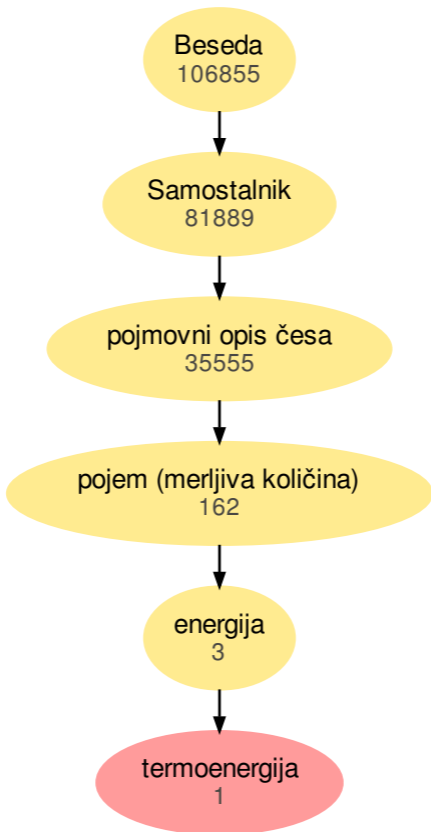 Beseda
106855
Samostalnik
81889
pojmovni opis česa
35555
pojem (merljiva količina)
162
energija
3
termoenergija
1